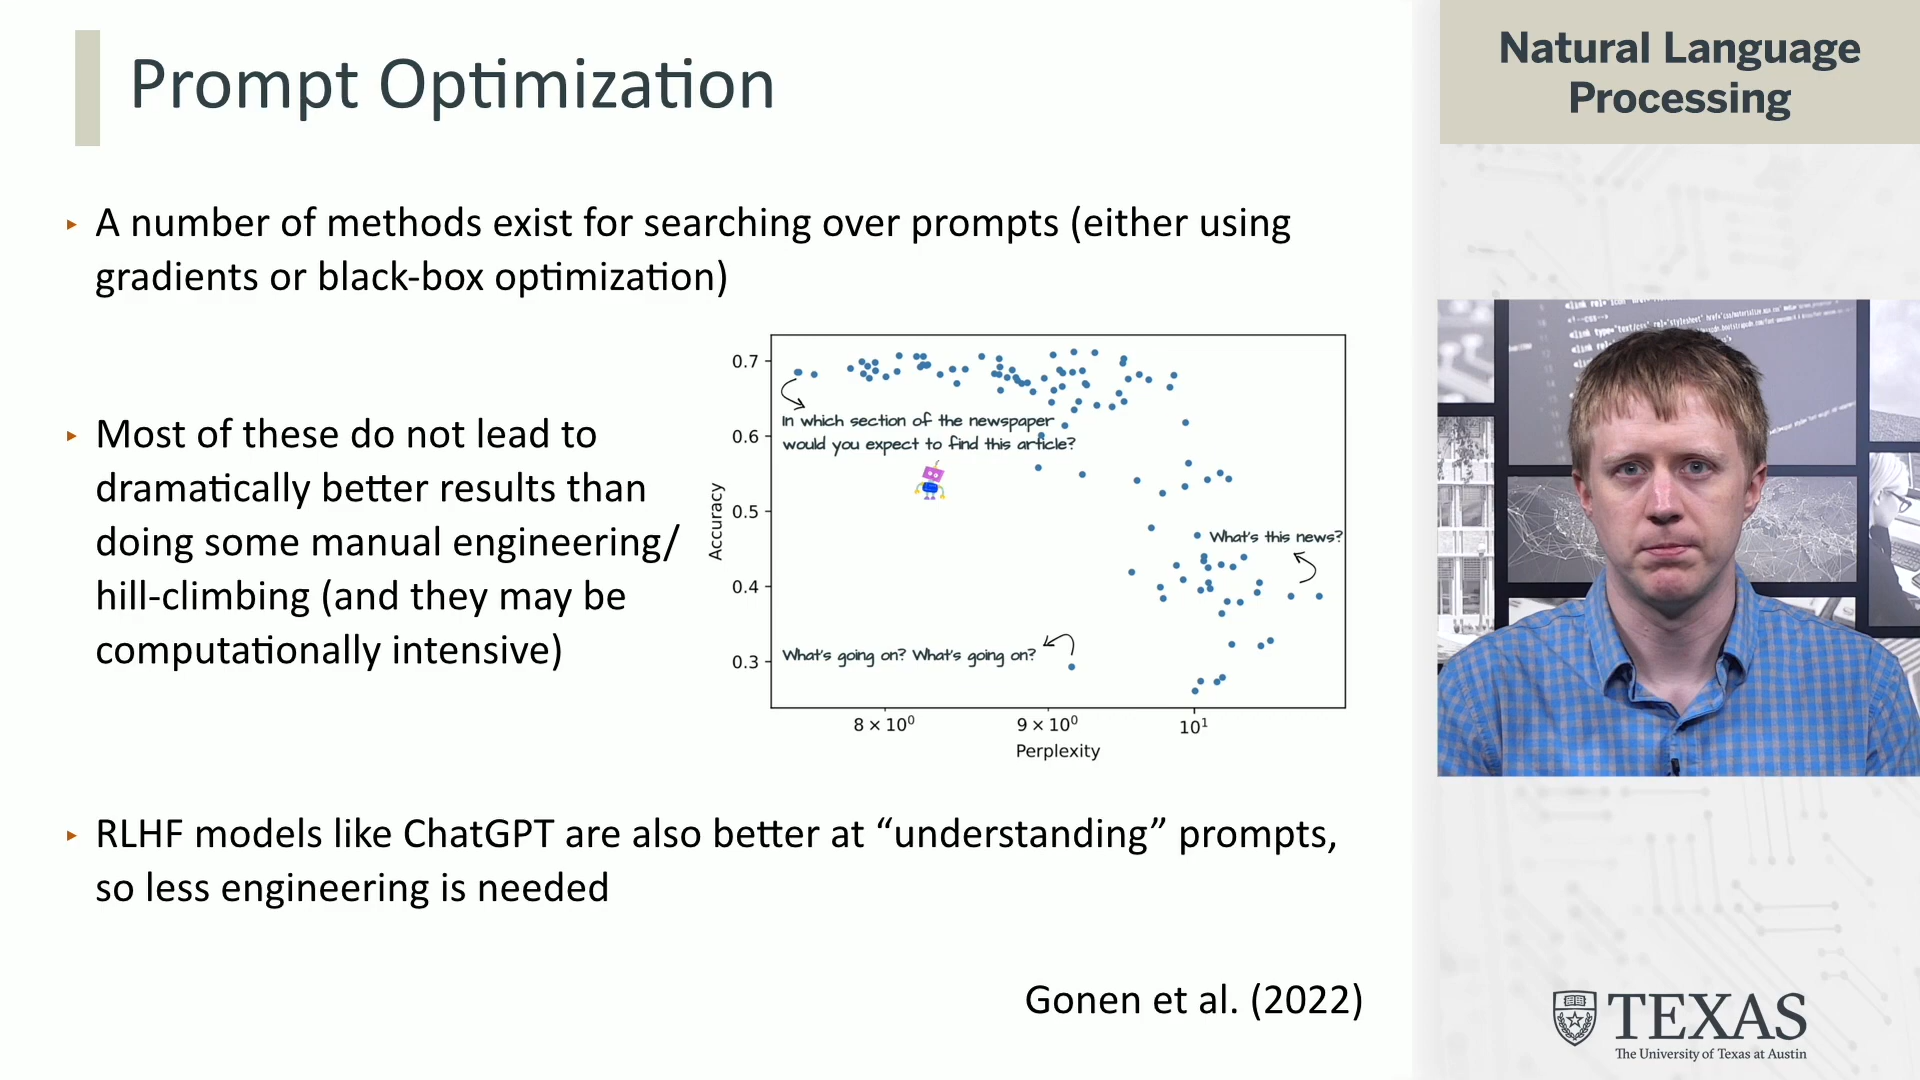 Prompt Optimization
▸ A number of methods exist for searching over prompts (either using
gradients or black-box optimization)
▸ Most of these do not lead to
dramatically better results than
doing some manual engineering/
hill-climbing (and they may be
computationally intensive)
0.7
0.6
0.5
0.4
0.3
Accuracy
In which section of the newspaper
would you expect to find this article?
What's this news?
What's going on? What's going on?
8 × 10⁰
9 × 10⁰
10¹
Perplexity
▸ RLHF models like ChatGPT are also better at “understanding” prompts,
so less engineering is needed
Gonen et al. (2022)
Natural Language
Processing
TEXAS
The University of Texas at Austin